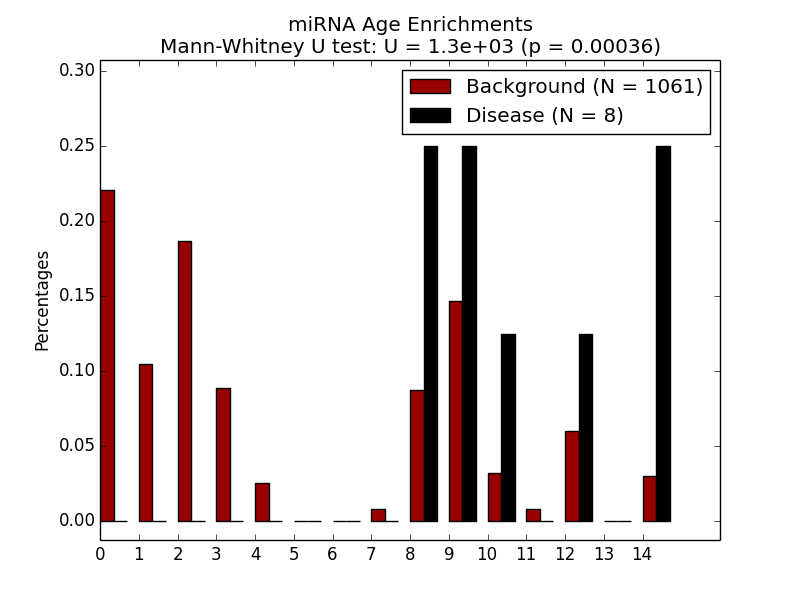 miRNA Age Enrichments
Mann-Whitney U test: U = 1.3e+03 (p = 0.00036)
Background (N = 1061)
Disease (N = 8)
Percentages
0.30
0.25
0.20
0.15
0.10
0.05
0.00
0 1 2 3 4 5 6 7 8 9 10 11 12 13 14